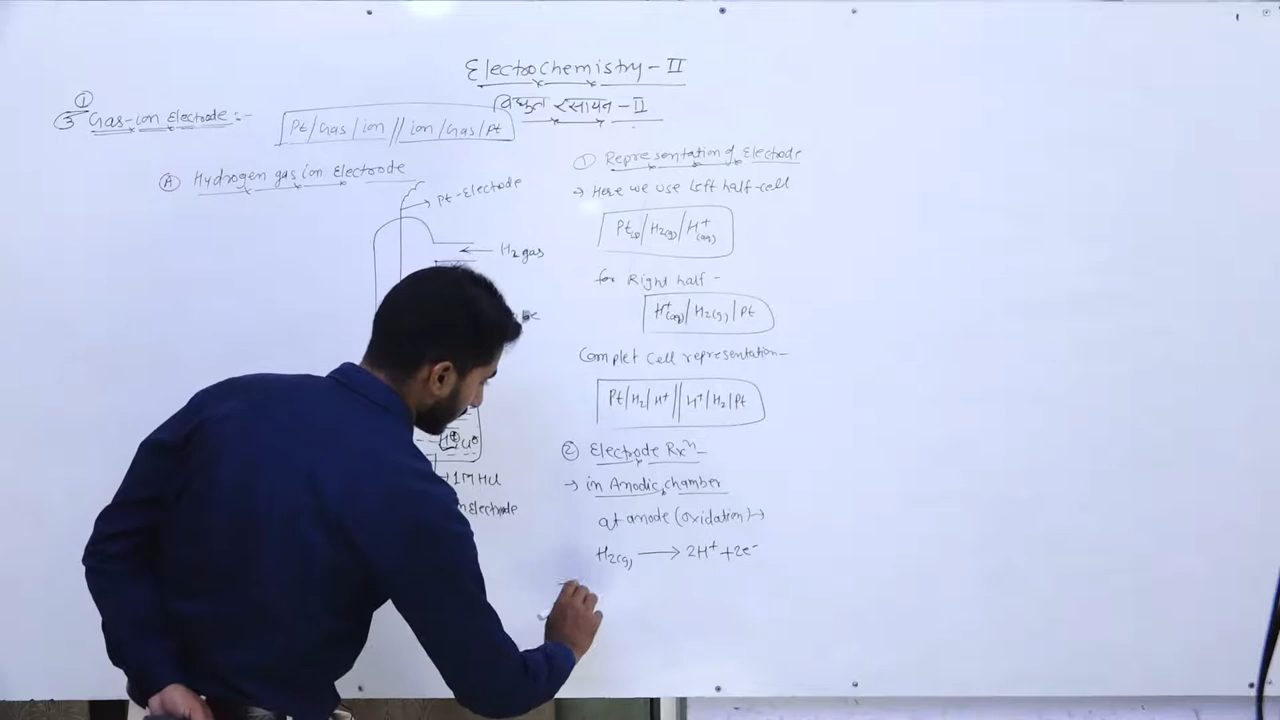 Electrochemistry-II
विद्युत रसायन-II
①
③ Gas-ion Electrode:-
Pt/Gas/ion//ion/Gas/Pt
Ⓐ Hydrogen gas ion Electrode
→ Pt-Electode
← H2 gas
→ 1M HCl
Electrode
① Representation of Electode
→ Here we use left half-cell
Pt(s)/H2(g)/H+(aq)
for Right half-
H+(aq)/H2(g)/Pt
Complet Cell representation-
Pt/H2/H+//H+/H2/Pt
② Electrode Rxn-
→ in Anodic chamber
at anode (oxidation)→
H2(g) → 2H+ + 2e-